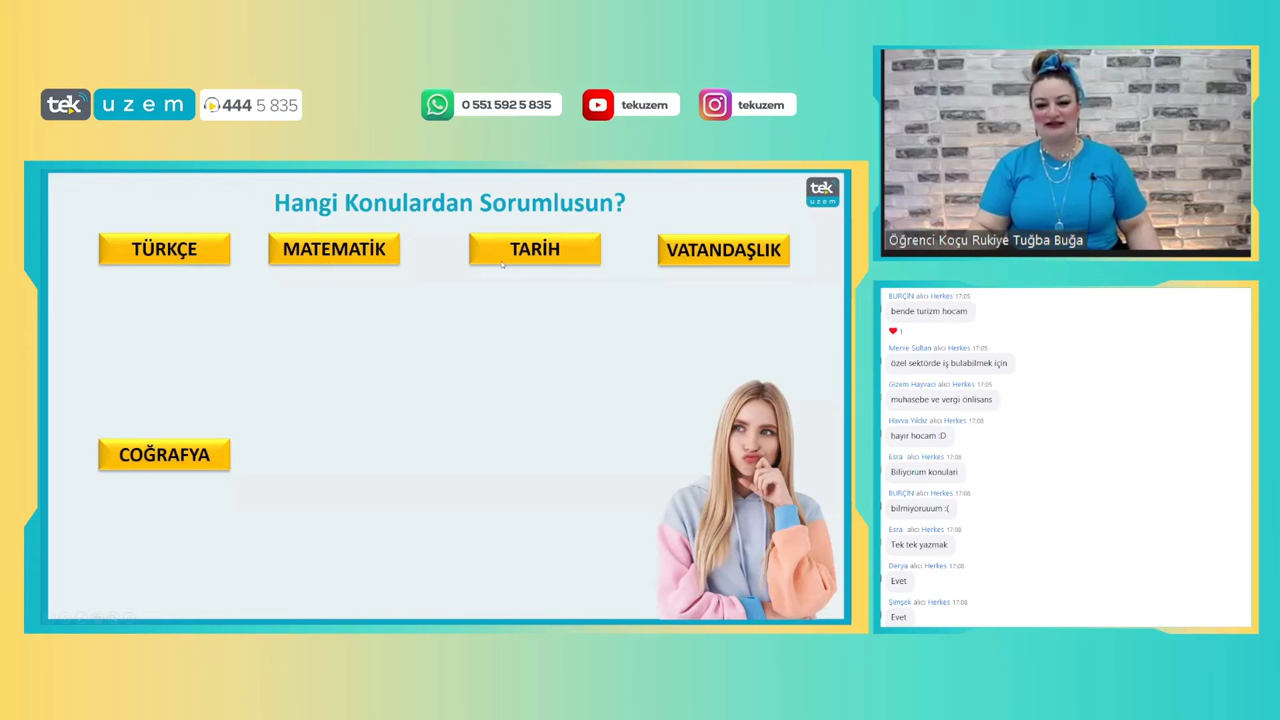 tek uzem 444 5 835
0 551 592 5 835
tekuzem
tekuzem
Hangi Konulardan Sorumlusun?
tek
uzem
TÜRKÇE
MATEMATİK
TARİH
VATANDAŞLIK
COĞRAFYA
Öğrenci Koçu Rukiye Tuğba Buğa
BURÇİN alıcı Herkes 17:05
bende turizm hocam
1
Merve Sultan alıcı Herkes 17:05
özel sektörde iş bulabilmek için
Gizem Hayvaci alıcı Herkes 17:05
muhasebe ve vergi önlisans
Havva Yıldız alıcı Herkes 17:08
hayır hocam :D
Esra alıcı Herkes 17:08
Biliyorum konulari
BURÇİN alıcı Herkes 17:08
bilmiyoruuum :(
Esra alıcı Herkes 17:08
Tek tek yazmak
Derya alıcı Herkes 17:08
Evet
Şimşek alıcı Herkes 17:08
Evet